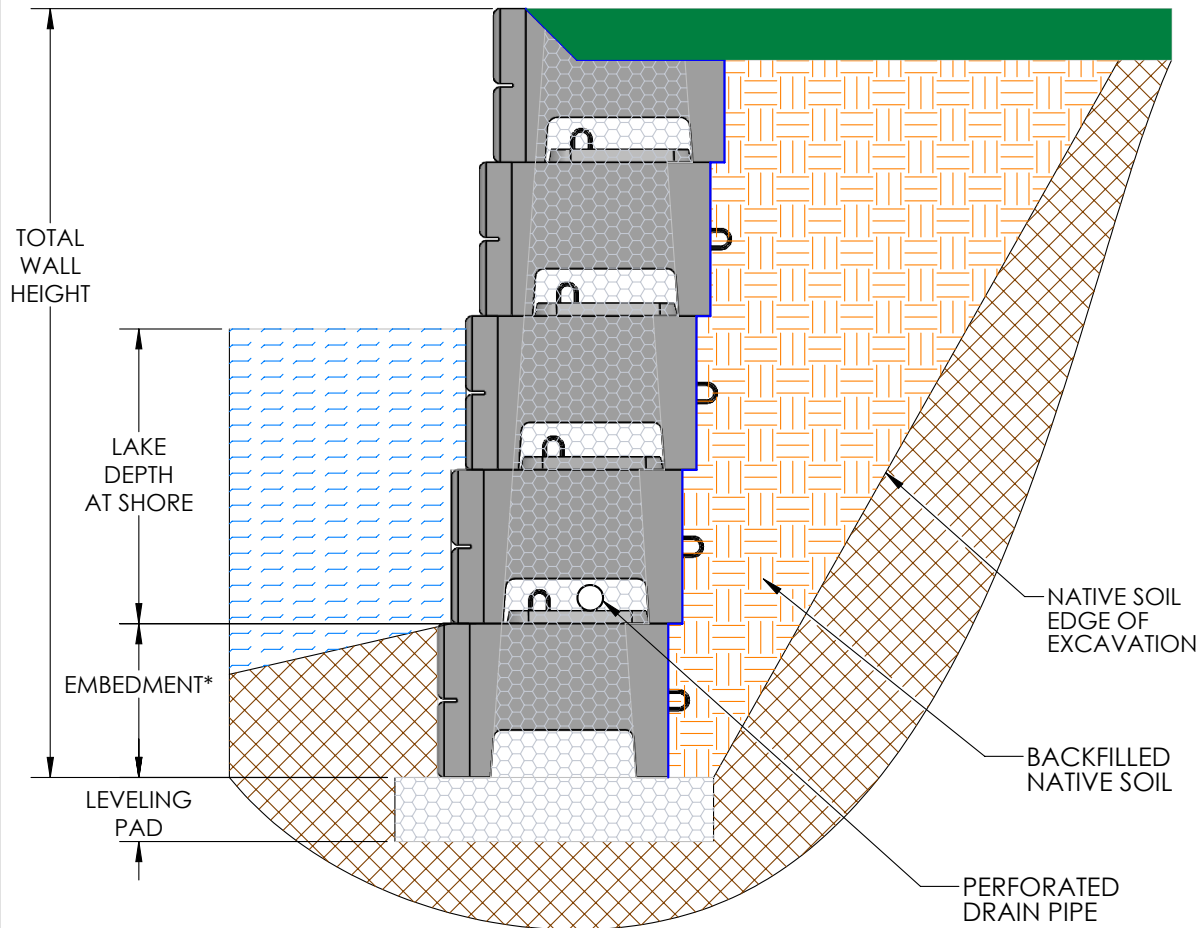 TOTAL
WALL
HEIGHT
LAKE
DEPTH
AT SHORE
EMBEDMENT*
LEVELING
PAD
NATIVE SOIL
EDGE OF
EXCAVATION
BACKFILLED
NATIVE SOIL
PERFORATED
DRAIN PIPE